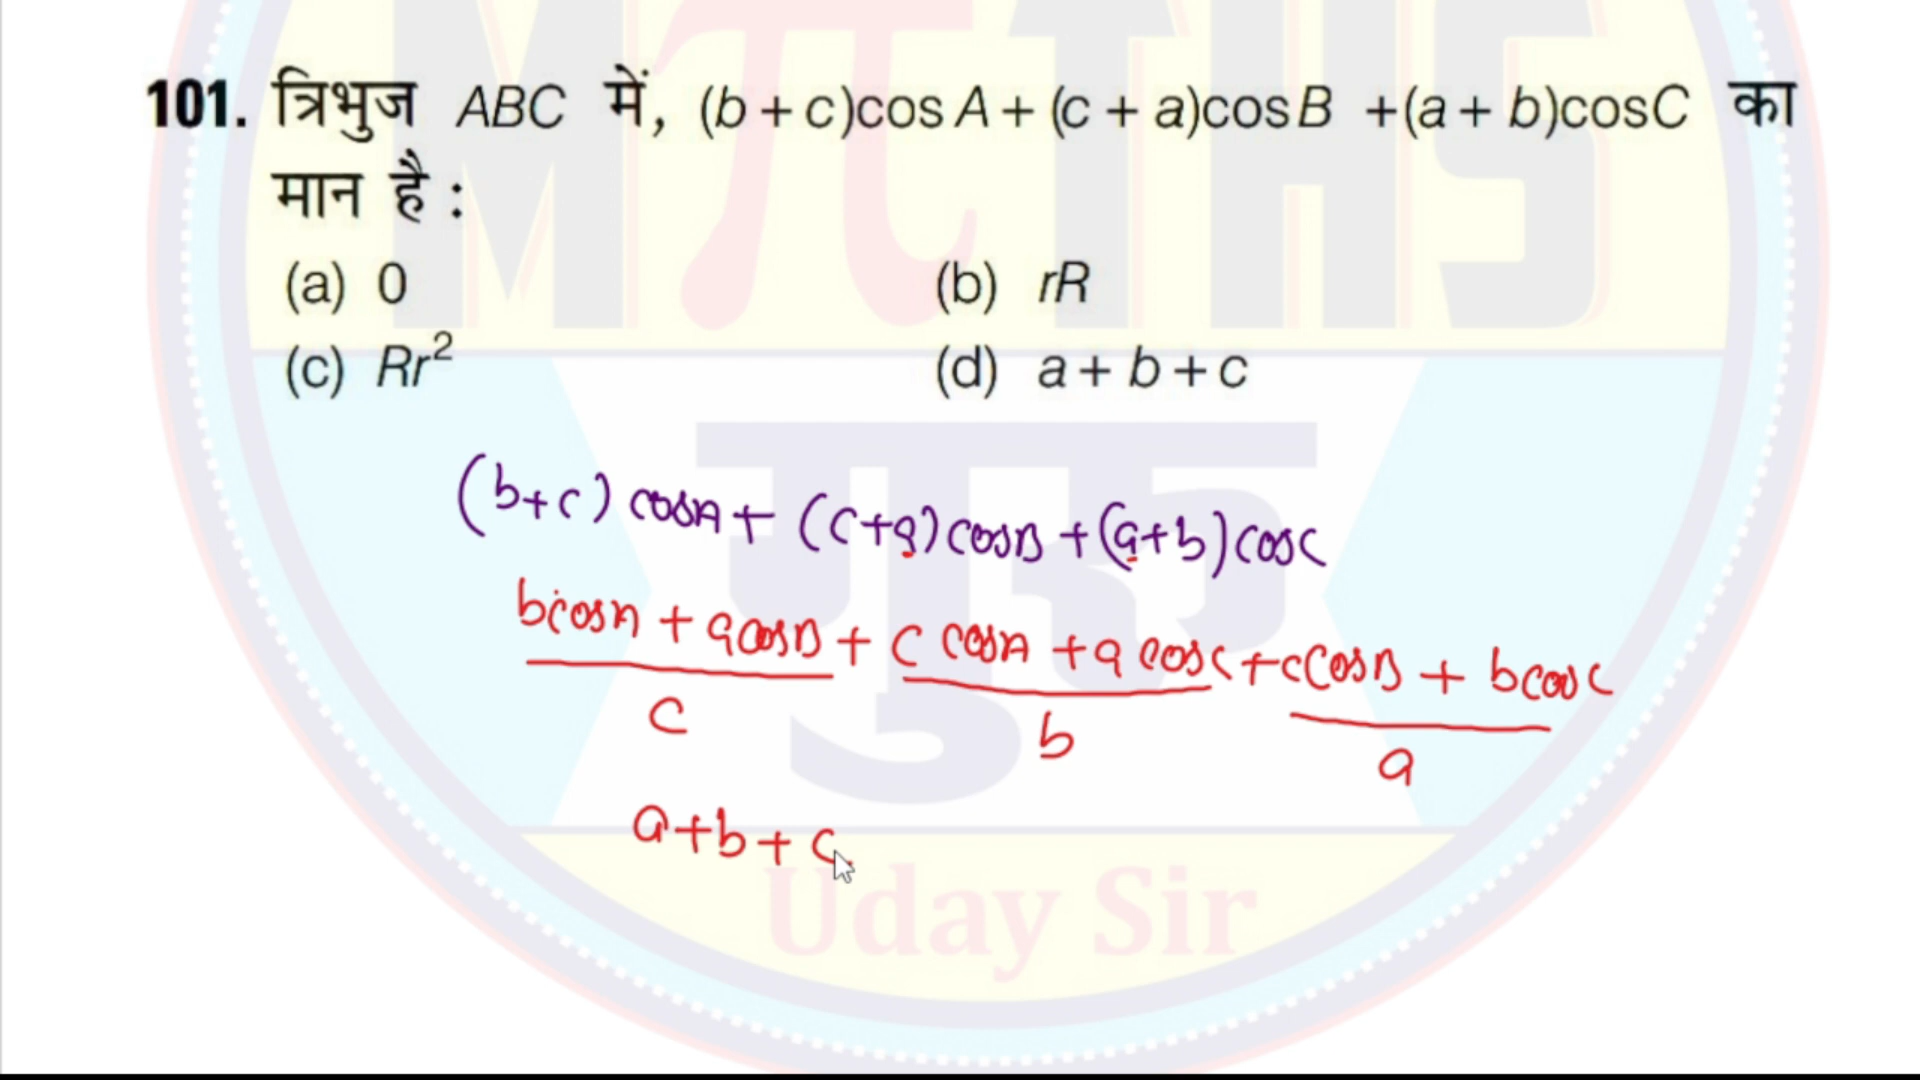 MπTHS
101. त्रिभुज ABC में, (b + c)cos A + (c + a)cos B + (a + b)cos C का
मान है :
(a) 0 (b) rR
(c) Rr² (d) a + b + c
गुरु
(b+c) cosA + (c+a) cosB + (a+b) cosC
bcosA + acosB + c cosA + a cosC + ccosB + bcosC
c b a
a+b+c
Uday Sir